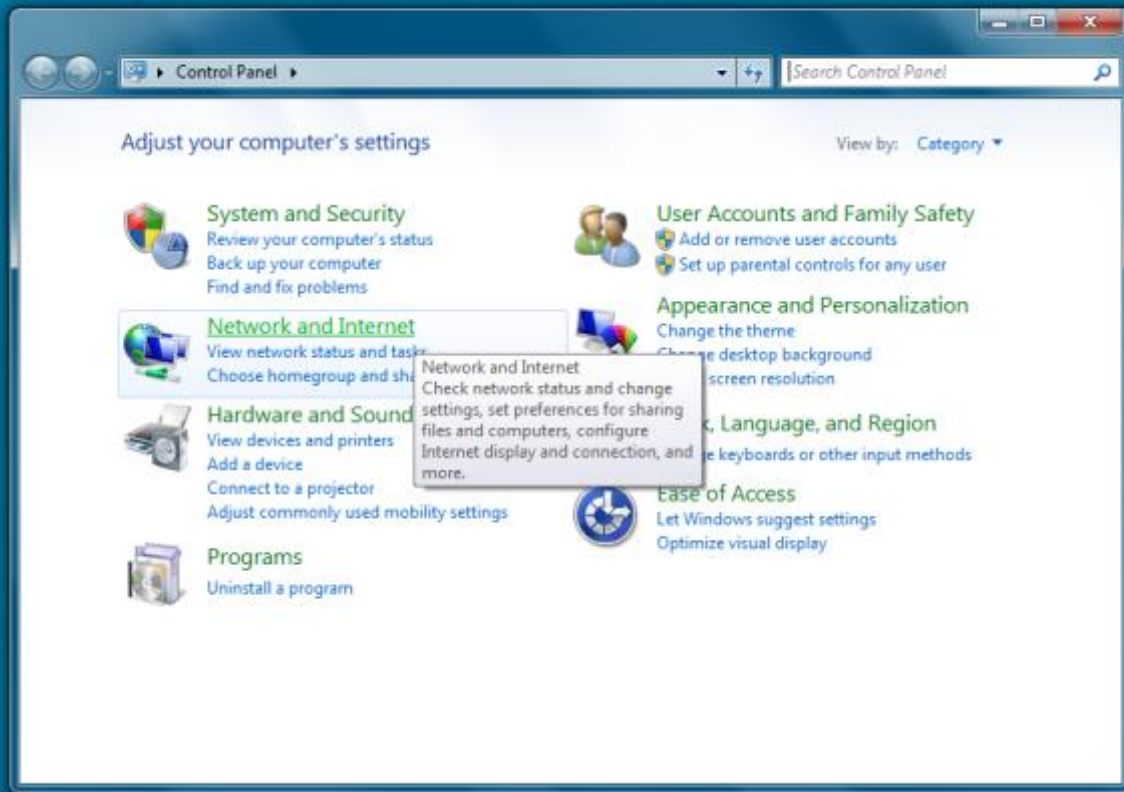 Control Panel
Search Control Panel
Adjust your computer's settings
View by: Category
System and Security
Review your computer's status
Back up your computer
Find and fix problems
Network and Internet
View network status and tasks
Choose homegroup and
Hardware and Sound
View devices and printers
Add a device
Connect to a projector
Adjust commonly used mobility settings
Programs
Uninstall a program
Network and Internet
Check network status and change
settings, set preferences for sharing
files and computers, configure
Internet display and connection, and
more.
User Accounts and Family Safety
Add or remove user accounts
Set up parental controls for any user
Appearance and Personalization
Change the theme
desktop background
screen resolution
Language, and Region
keyboards or other input methods
Ease of Access
Let Windows suggest settings
Optimize visual display